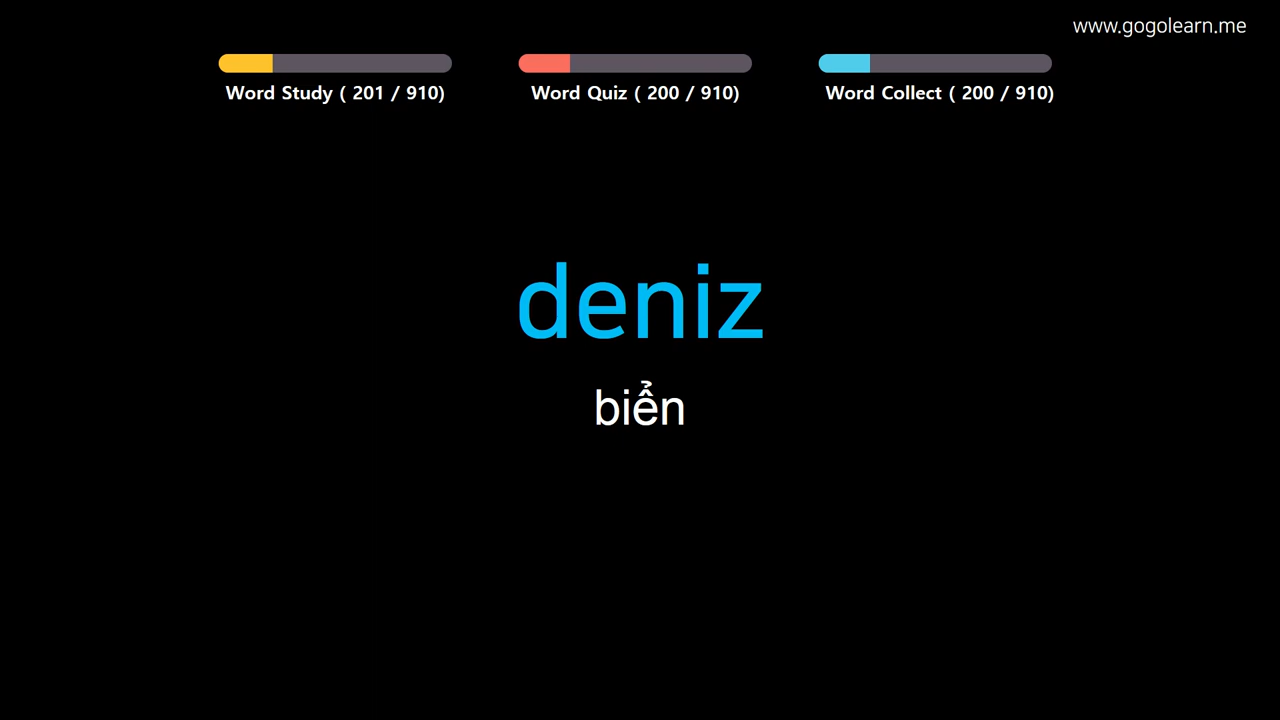 www.gogolearn.me
Word Study ( 201 / 910)
Word Quiz ( 200 / 910)
Word Collect ( 200 / 910)
deniz
biển